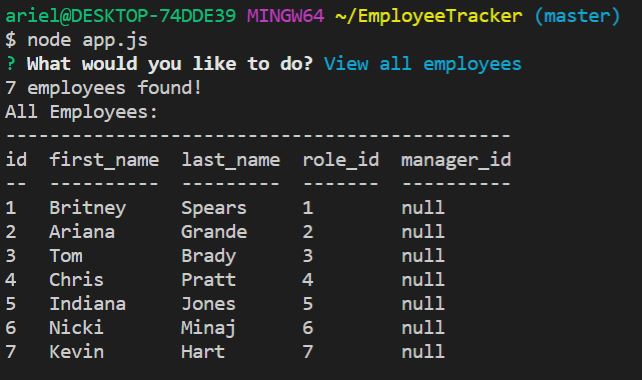 ariel@DESKTOP-74DDE39 MINGW64 ~/EmployeeTracker (master)
$ node app.js
? What would you like to do? View all employees
7 employees found!
All Employees:
----------------------------------------------
id  first_name  last_name  role_id  manager_id
--  ----------  ---------  -------  ----------
1   Britney     Spears     1        null
2   Ariana      Grande     2        null
3   Tom         Brady      3        null
4   Chris       Pratt      4        null
5   Indiana     Jones      5        null
6   Nicki       Minaj      6        null
7   Kevin       Hart       7        null